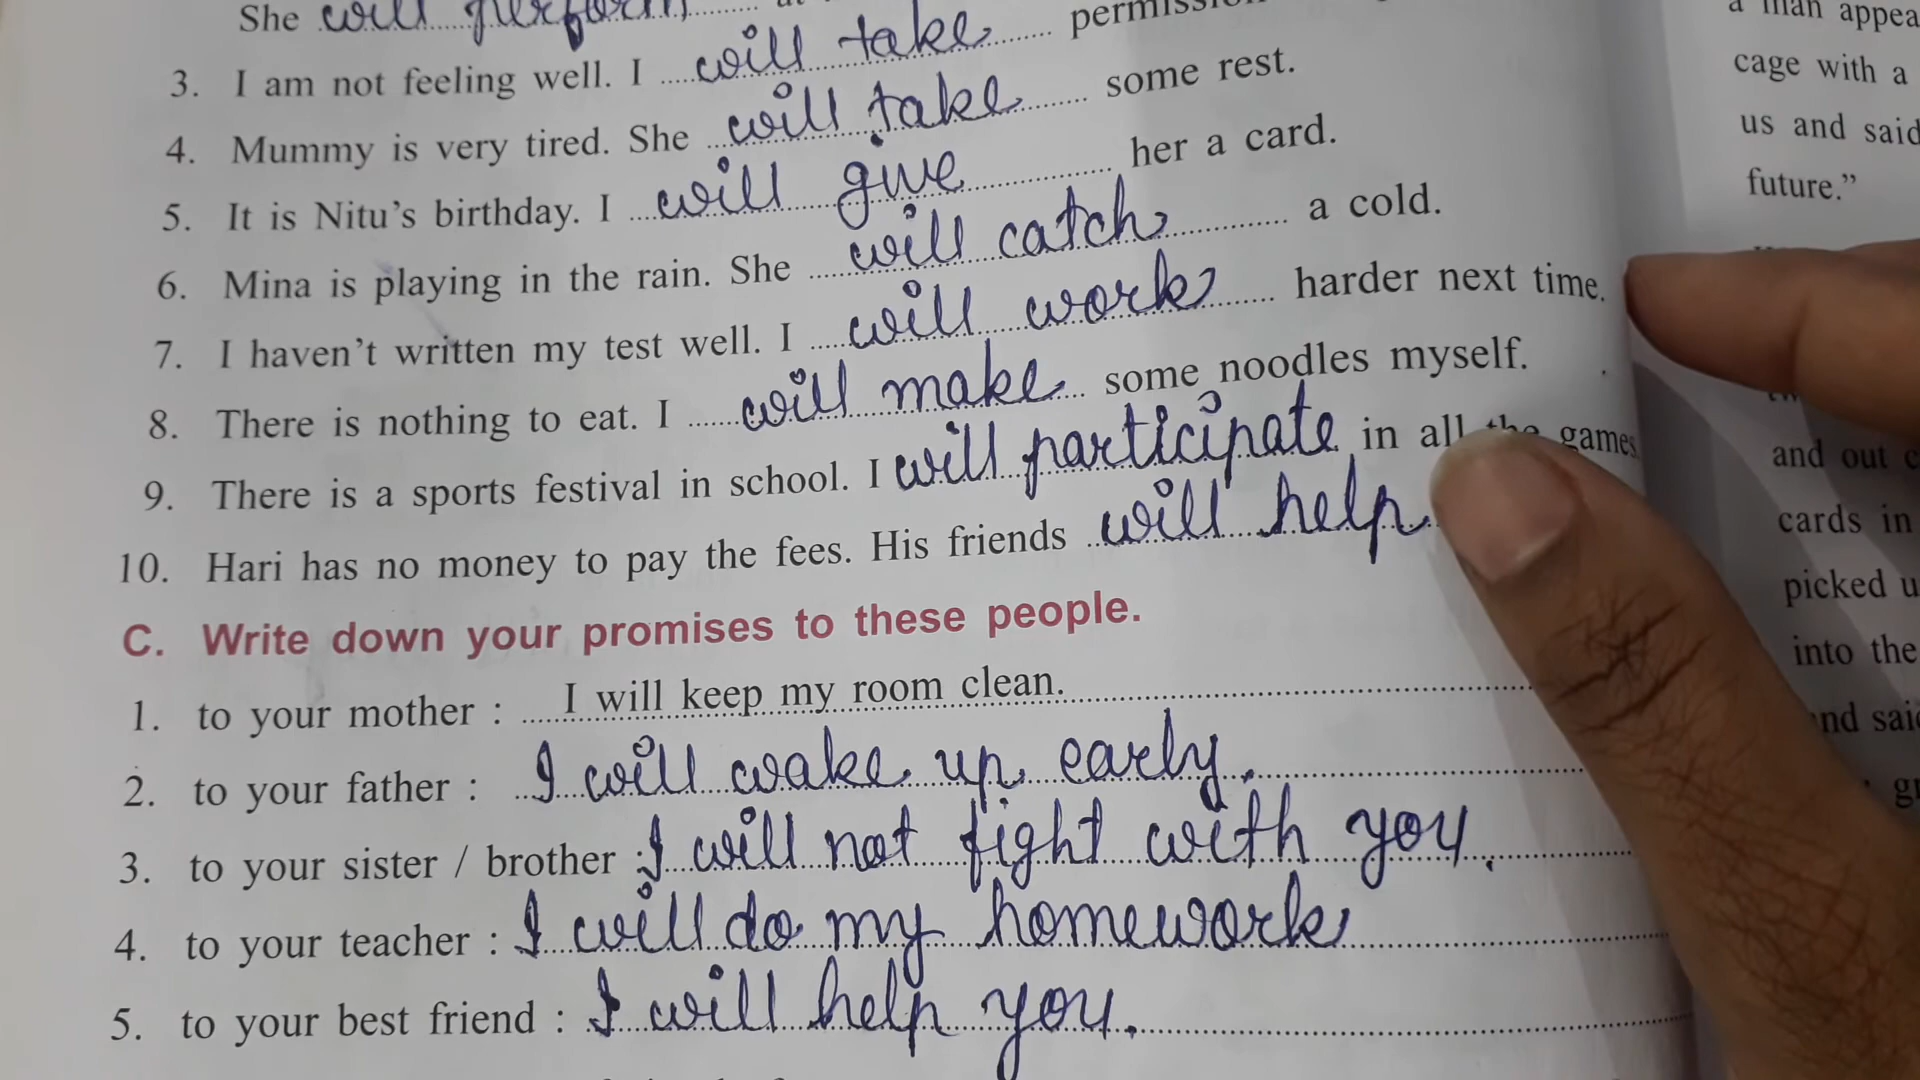 She will perform
3. I am not feeling well. I will take
4. Mummy is very tired. She will take some rest.
5. It is Nitu's birthday. I will give her a card.
6. Mina is playing in the rain. She will catch a cold.
7. I haven't written my test well. I will work harder next time.
8. There is nothing to eat. I will make some noodles myself.
9. There is a sports festival in school. I will participate in all the games
10. Hari has no money to pay the fees. His friends will help
C. Write down your promises to these people.
1. to your mother : I will keep my room clean.
2. to your father : I will wake up early.
3. to your sister / brother : I will not fight with you.
4. to your teacher : I will do my homework
5. to your best friend : I will help you.
a man appea
cage with a
us and said
future."
and out
cards in
picked u
into the